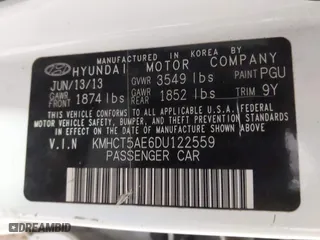 MANUFACTURED IN KOREA BY
HYUNDAI MOTOR COMPANY
JUN/13/13 GVWR 3549 lbs PAINT PGU
GAWR FRONT 1874 lbs GAWR REAR 1852 lbs TRIM 9Y
THIS VEHICLE CONFORMS TO ALL APPLICABLE U.S.A. FEDERAL
MOTOR VEHICLE SAFETY, BUMPER, AND THEFT PREVENTION
STANDARDS IN EFFECT ON THE DATE OF MANUFACTURE SHOWN ABOVE.
V.I.N KMHCT5AE6DU122559
PASSENGER CAR